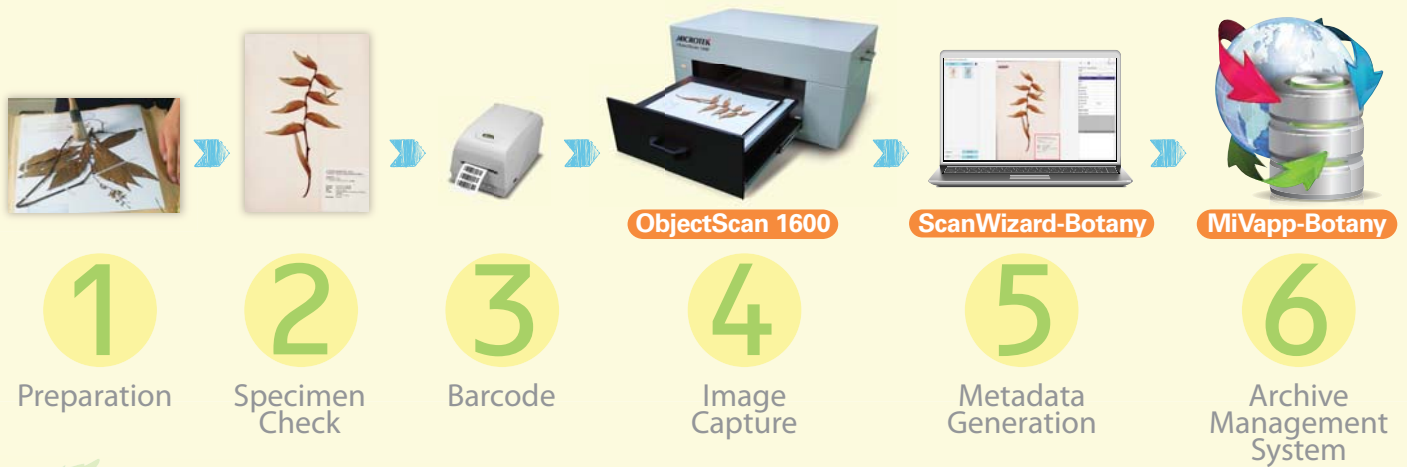 MICROTEK
ObjectScan 1600
ScanWizard-Botany
MiVapp-Botany
1
2
3
4
5
6
Preparation
Specimen
Check
Barcode
Image
Capture
Metadata
Generation
Archive
Management
System